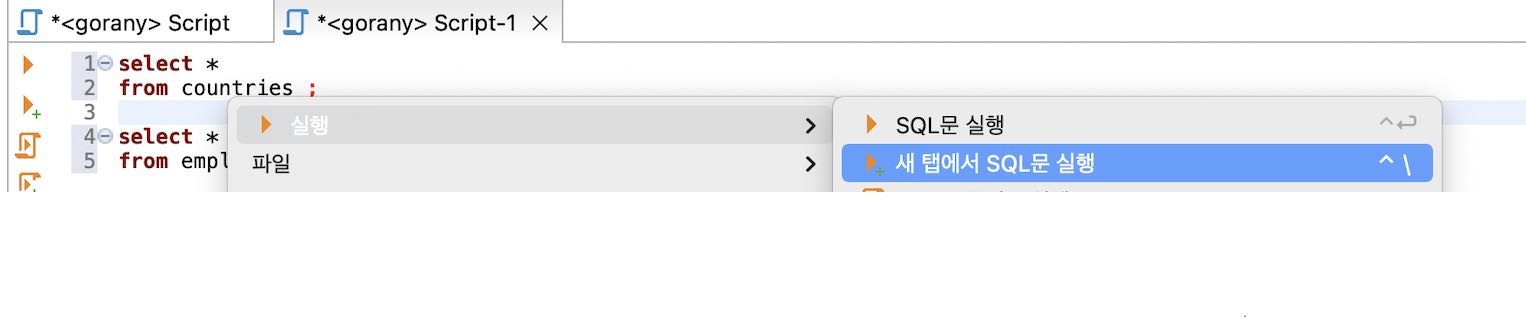 *<gorany> Script
*<gorany> Script-1
1 select *
2 from countries ;
3
4 select *
5 from empl
실행
파일
SQL문 실행 ^↩
새 탭에서 SQL문 실행 ^ \